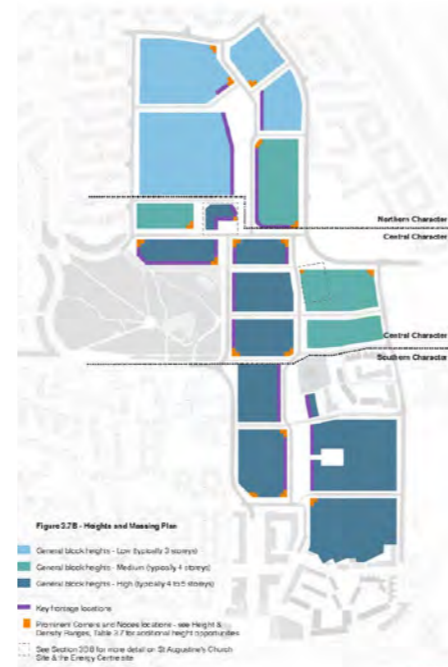 Northern Character
Central Character
Central Character
Southern Character
Figure 3.7B - Heights and Massing Plan
General block heights - Low (typically 3 storeys)
General block heights - Medium (typically 4 storeys)
General block heights - High (typically 4 to 5 storeys)
Key frontage locations
Prominent Corners and Nodes locations - see Height &
Density Ranges, Table 3.7 for additional height opportunities
See Section 3.9.8 for more detail on St Augustine's Church
Site & the Energy Centre site